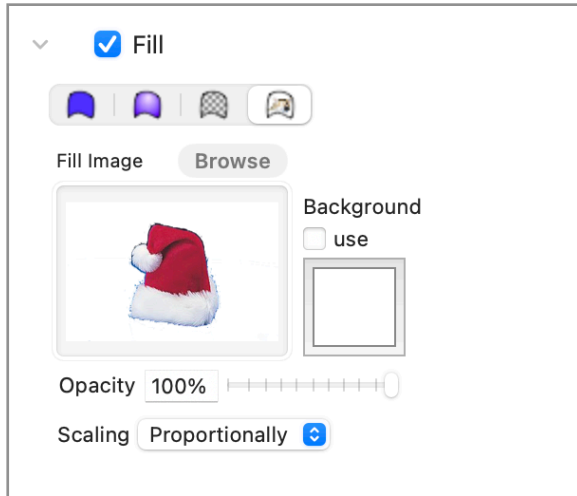 Fill
Fill Image
Browse
Background
use
Opacity 100%
Scaling Proportionally